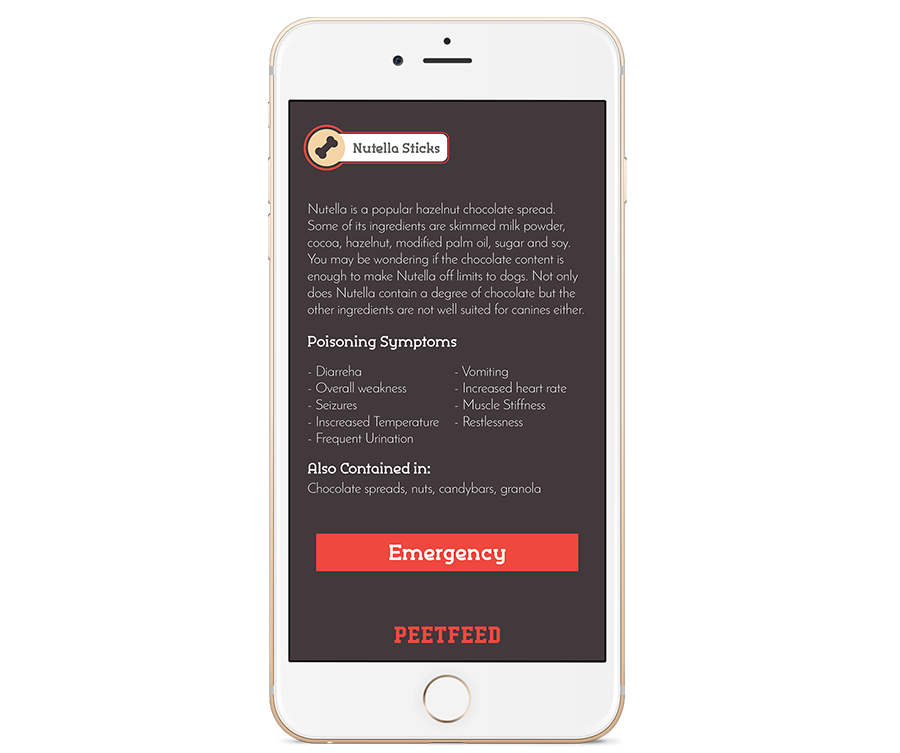 Nutella Sticks
Nutella is a popular hazelnut chocolate spread.
Some of its ingredients are skimmed milk powder,
cocoa, hazelnut, modified palm oil, sugar and soy.
You may be wondering if the chocolate content is
enough to make Nutella off limits to dogs. Not only
does Nutella contain a degree of chocolate but the
other ingredients are not well suited for canines either.
Poisoning Symptoms
- Diarreha
- Overall weakness
- Seizures
- Inscreased Temperature
- Frequent Urination
- Vomiting
- Increased heart rate
- Muscle Stiffness
- Restlessness
Also Contained in:
Chocolate spreads, nuts, candybars, granola
Emergency
PEETFEED